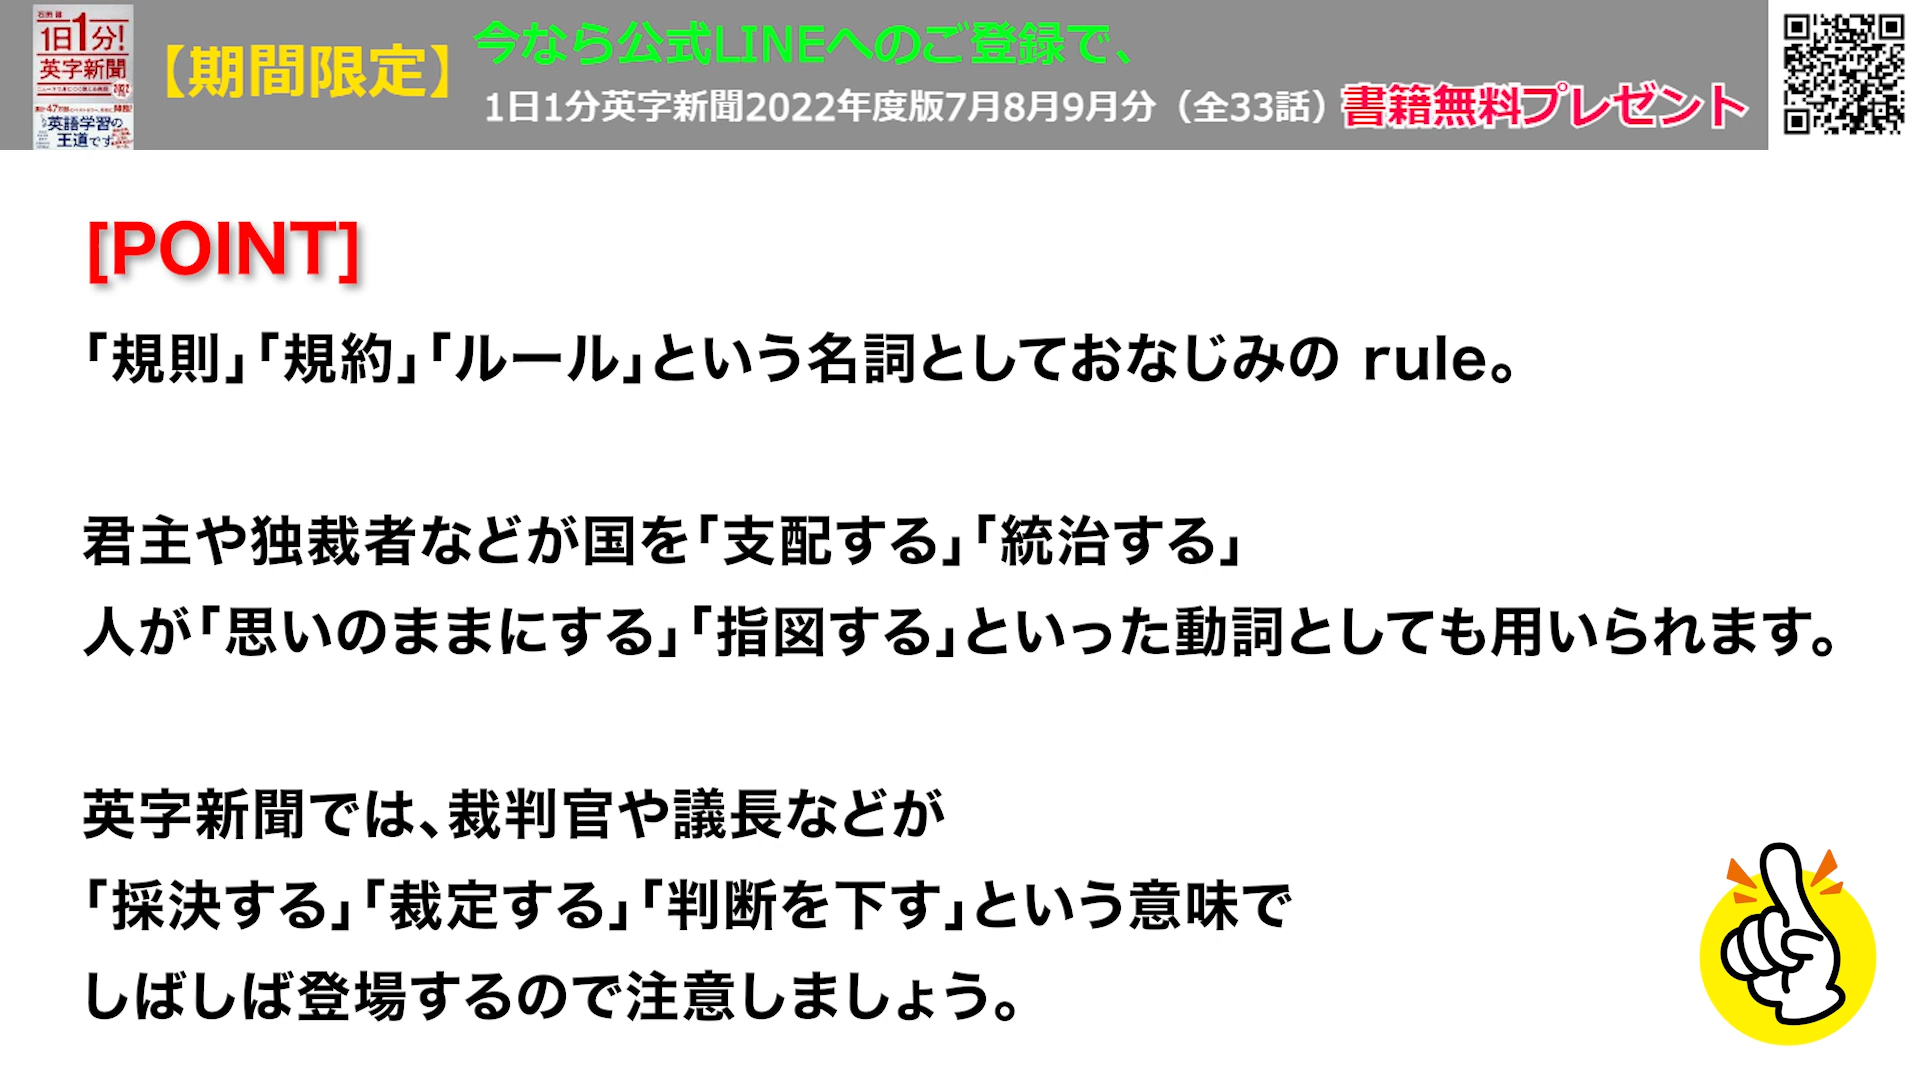 石田 健
1日1分!
英字新聞
2022
47万部
英語学習の
王道です
【期間限定】
今なら公式LINEへのご登録で、
1日1分英字新聞2022年度版7月8月9月分（全33話）書籍無料プレゼント
[POINT]
「規則」「規約」「ルール」という名詞としておなじみの rule。
君主や独裁者などが国を「支配する」「統治する」
人が「思いのままにする」「指図する」といった動詞としても用いられます。
英字新聞では、裁判官や議長などが
「採決する」「裁定する」「判断を下す」という意味で
しばしば登場するので注意しましょう。